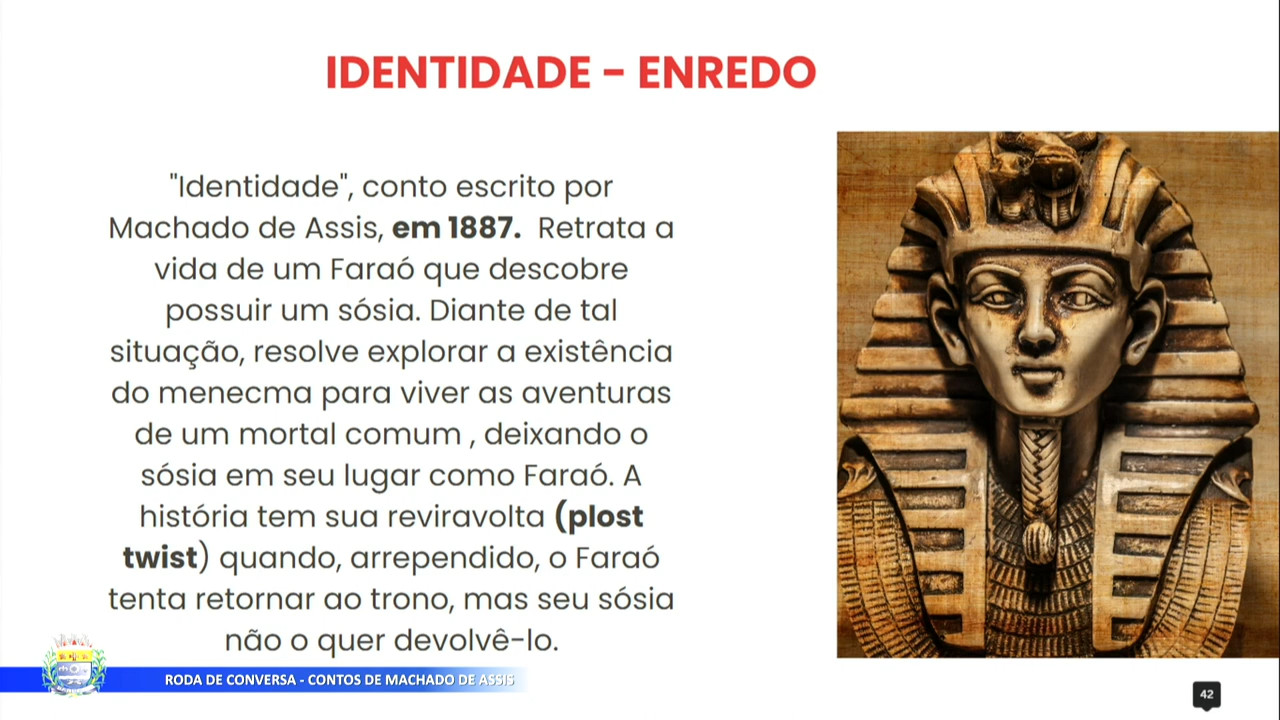 IDENTIDADE - ENREDO
"Identidade", conto escrito por
Machado de Assis, em 1887. Retrata a
vida de um Faraó que descobre
possuir um sósia. Diante de tal
situação, resolve explorar a existência
do menecma para viver as aventuras
de um mortal comum , deixando o
sósia em seu lugar como Faraó. A
história tem sua reviravolta (plost
twist) quando, arrependido, o Faraó
tenta retornar ao trono, mas seu sósia
não o quer devolvê-lo.
RODA DE CONVERSA - CONTOS DE MACHADO DE ASSIS
42